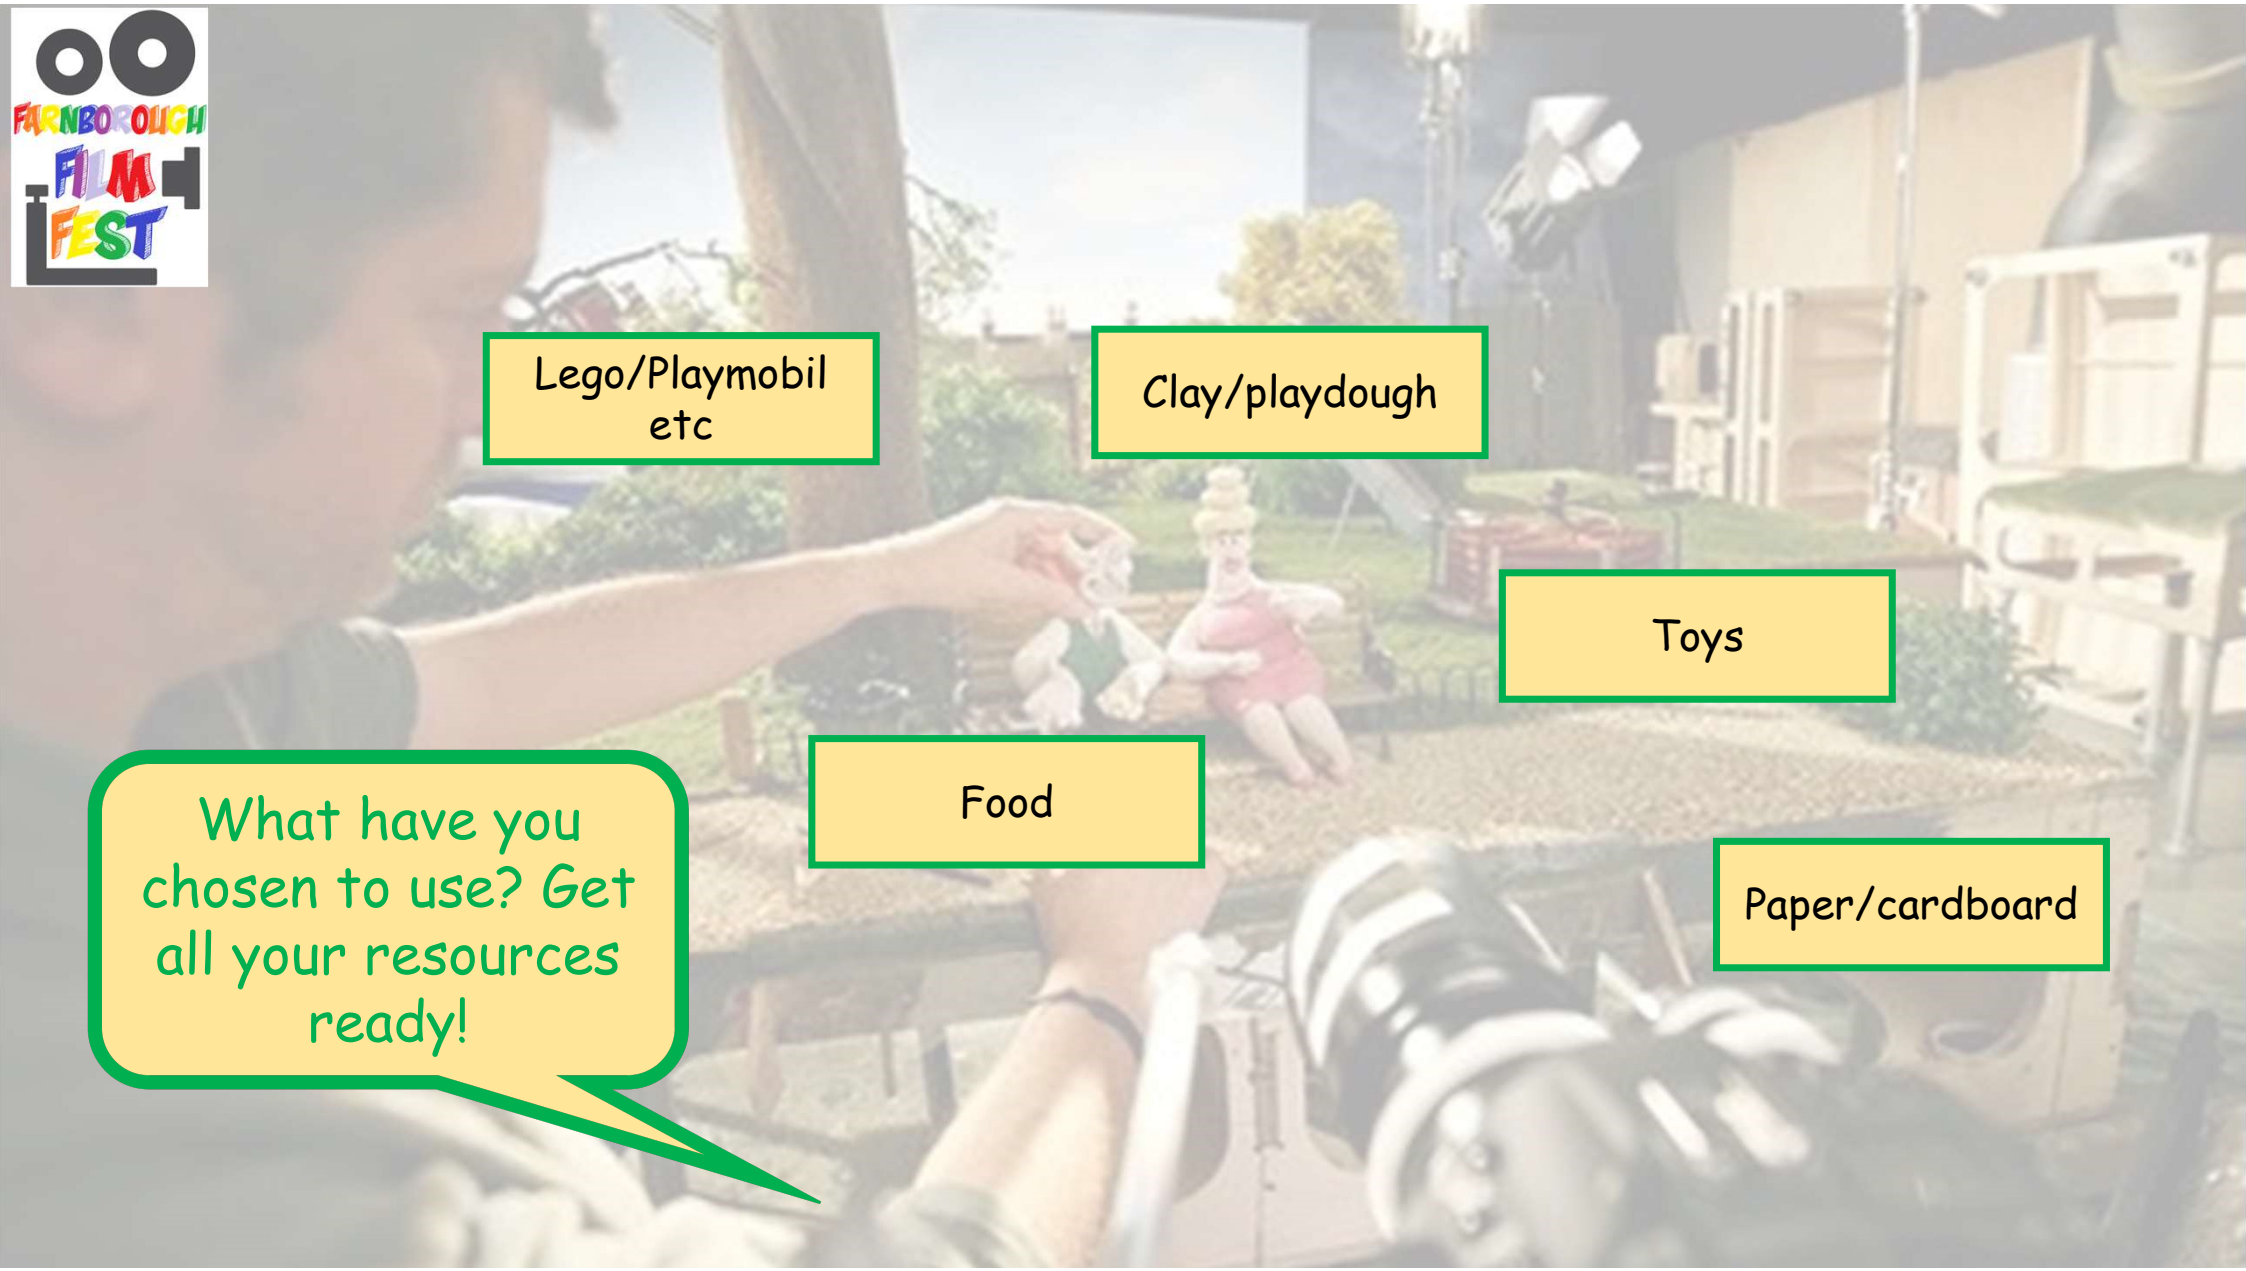 FARNBOROUGH
FILM
FEST
Lego/Playmobil
etc
Clay/playdough
Toys
Food
Paper/cardboard
What have you
chosen to use? Get
all your resources
ready!